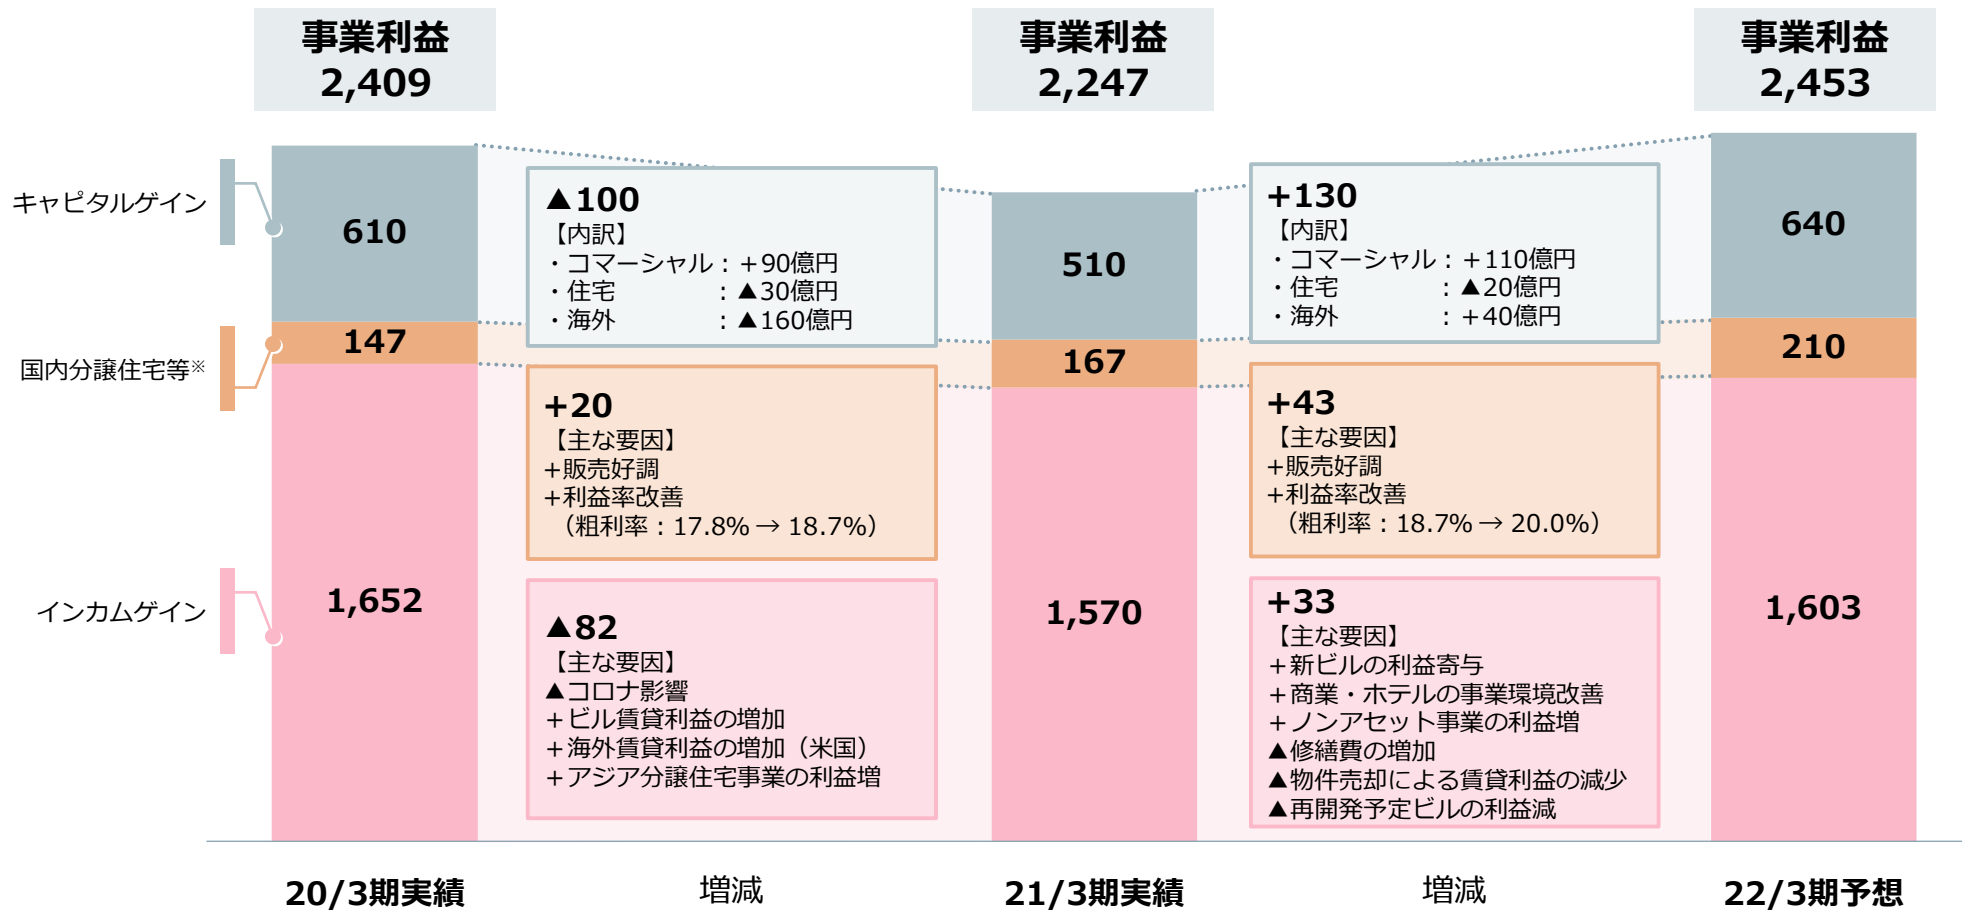 事業利益
2,409
事業利益
2,247
事業利益
2,453
キャピタルゲイン
国内分譲住宅等※
インカムゲイン
610
147
1,652
▲100
【内訳】
・コマーシャル：＋90億円
・住宅　　　　：▲30億円
・海外　　　　：▲160億円
+20
【主な要因】
+販売好調
+利益率改善
（粗利率：17.8% → 18.7%）
▲82
【主な要因】
▲コロナ影響
＋ビル賃貸利益の増加
＋海外賃貸利益の増加（米国）
＋アジア分譲住宅事業の利益増
510
167
1,570
+130
【内訳】
・コマーシャル：＋110億円
・住宅　　　　：▲20億円
・海外　　　　：＋40億円
+43
【主な要因】
+販売好調
+利益率改善
（粗利率：18.7% → 20.0%）
+33
【主な要因】
＋新ビルの利益寄与
＋商業・ホテルの事業環境改善
＋ノンアセット事業の利益増
▲修繕費の増加
▲物件売却による賃貸利益の減少
▲再開発予定ビルの利益減
640
210
1,603
20/3期実績
増減
21/3期実績
増減
22/3期予想